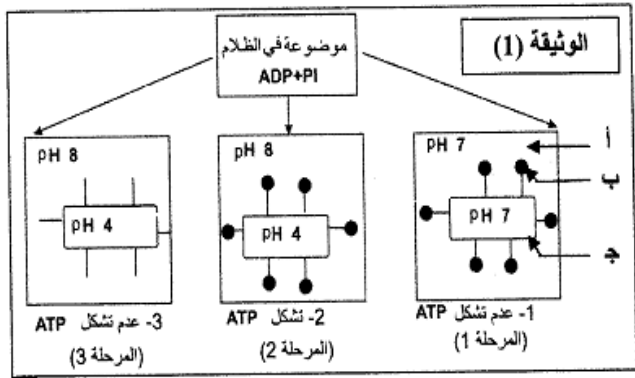 الوثيقة (1)
موضوعة في الظلام
ADP+PI
pH 7
pH 7
أ
ب
ج
1- عدم تشكل ATP
(المرحلة 1)
pH 8
pH 4
2- تشكل ATP
(المرحلة 2)
pH 8
pH 4
3- عدم تشكل ATP
(المرحلة 3)